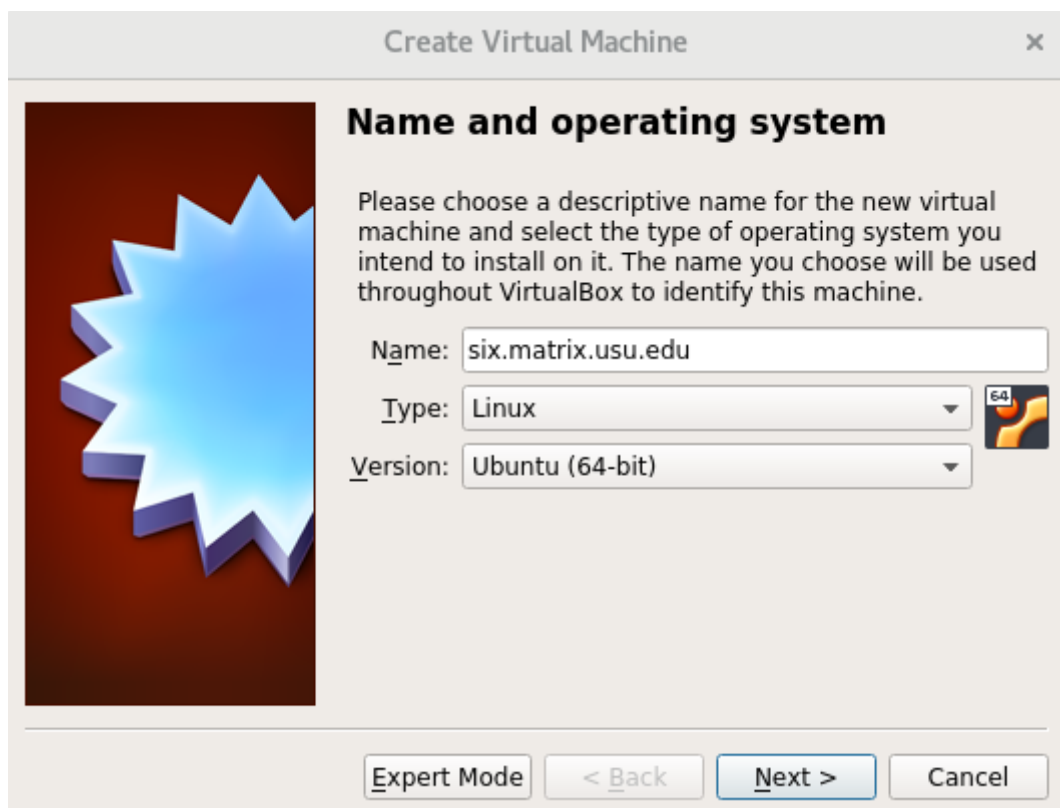 Create Virtual Machine
Name and operating system
Please choose a descriptive name for the new virtual
machine and select the type of operating system you
intend to install on it. The name you choose will be used
throughout VirtualBox to identify this machine.
Name: six.matrix.usu.edu
Type: Linux
64
Version: Ubuntu (64-bit)
Expert Mode < Back Next > Cancel